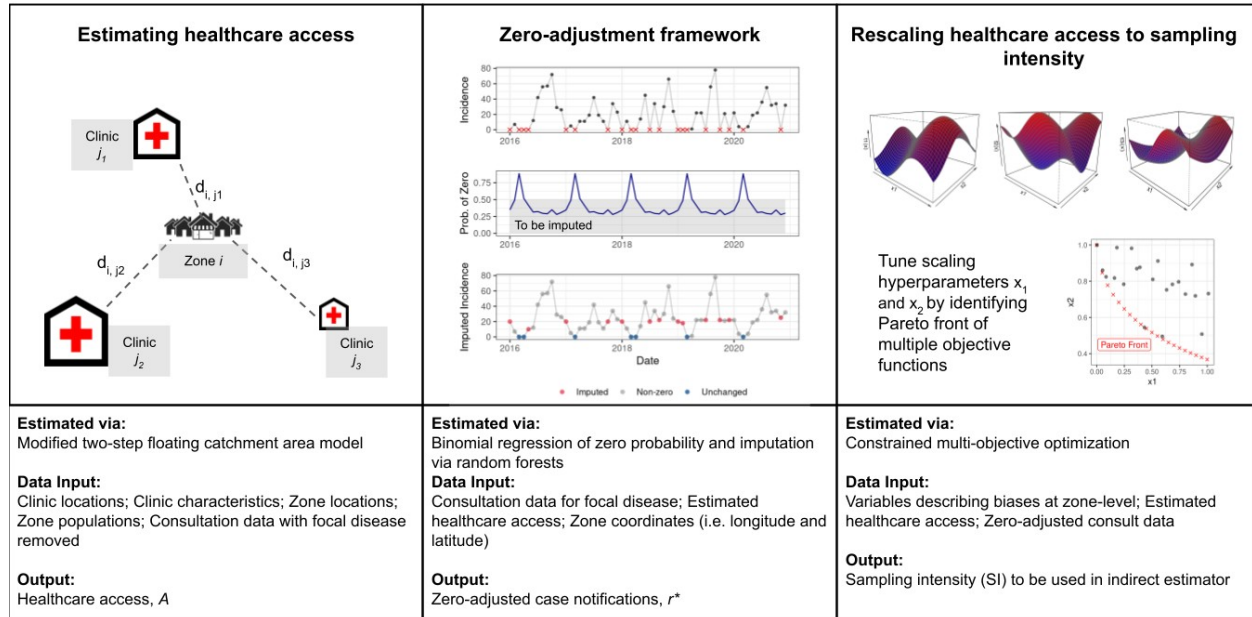 Estimating healthcare access
Clinic
j1
di, j1
Zone i
di, j2
di, j3
Clinic
j2
Clinic
j3
Estimated via:
Modified two-step floating catchment area model
Data Input:
Clinic locations; Clinic characteristics; Zone locations;
Zone populations; Consultation data with focal disease
removed
Output:
Healthcare access, A
Zero-adjustment framework
Incidence
80
60
40
20
0
2016
2018
2020
Prob. of Zero
0.75
0.50
0.25
0.00
To be imputed
2016
2018
2020
Imputed Incidence
80
60
40
20
0
2016
2018
2020
Date
Imputed
Non-zero
Unchanged
Estimated via:
Binomial regression of zero probability and imputation
via random forests
Data Input:
Consultation data for focal disease; Estimated
healthcare access; Zone coordinates (i.e. longitude and
latitude)
Output:
Zero-adjusted case notifications, r*
Rescaling healthcare access to sampling
intensity
x1
x2
x1
x2
x1
x2
Tune scaling
hyperparameters x1
and x2 by identifying
Pareto front of
multiple objective
functions
x2
1.0
0.8
0.6
0.4
Pareto Front
0.00
0.25
0.50
0.75
1.00
x1
Estimated via:
Constrained multi-objective optimization
Data Input:
Variables describing biases at zone-level; Estimated
healthcare access; Zero-adjusted consult data
Output:
Sampling intensity (SI) to be used in indirect estimator